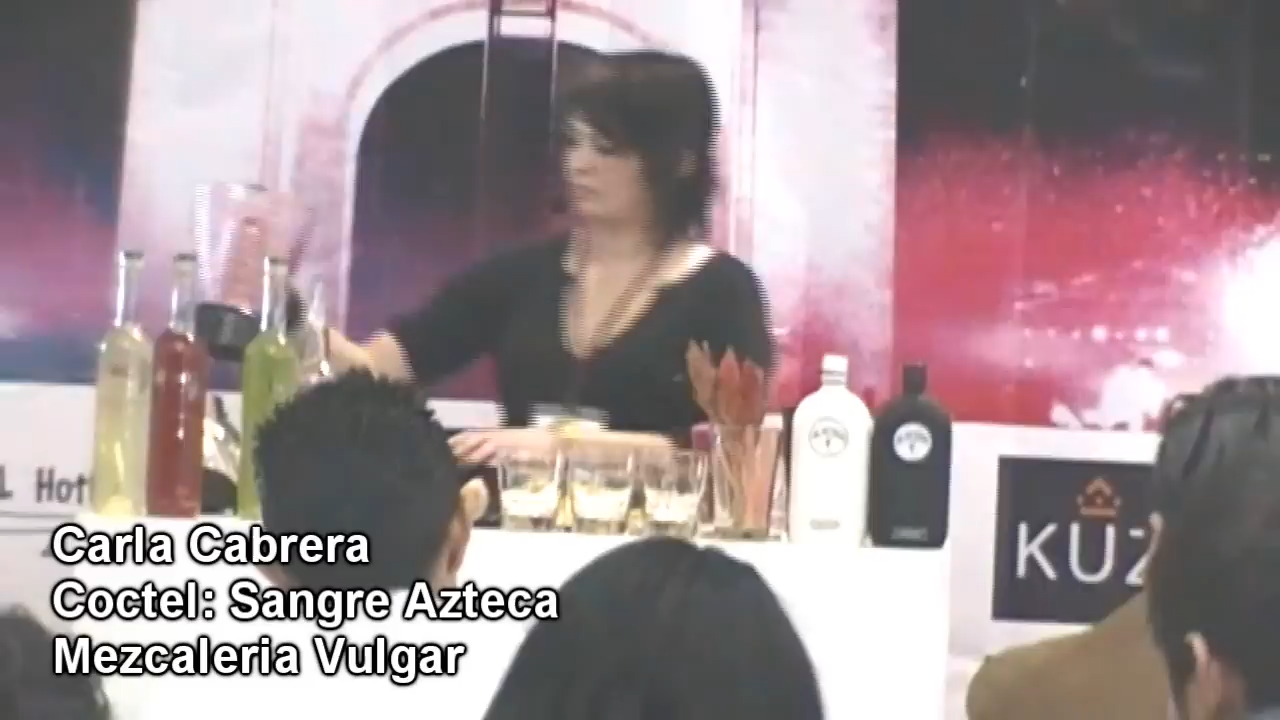 L Hot
KUZ
Carla Cabrera
Coctel: Sangre Azteca
Mezcaleria Vulgar